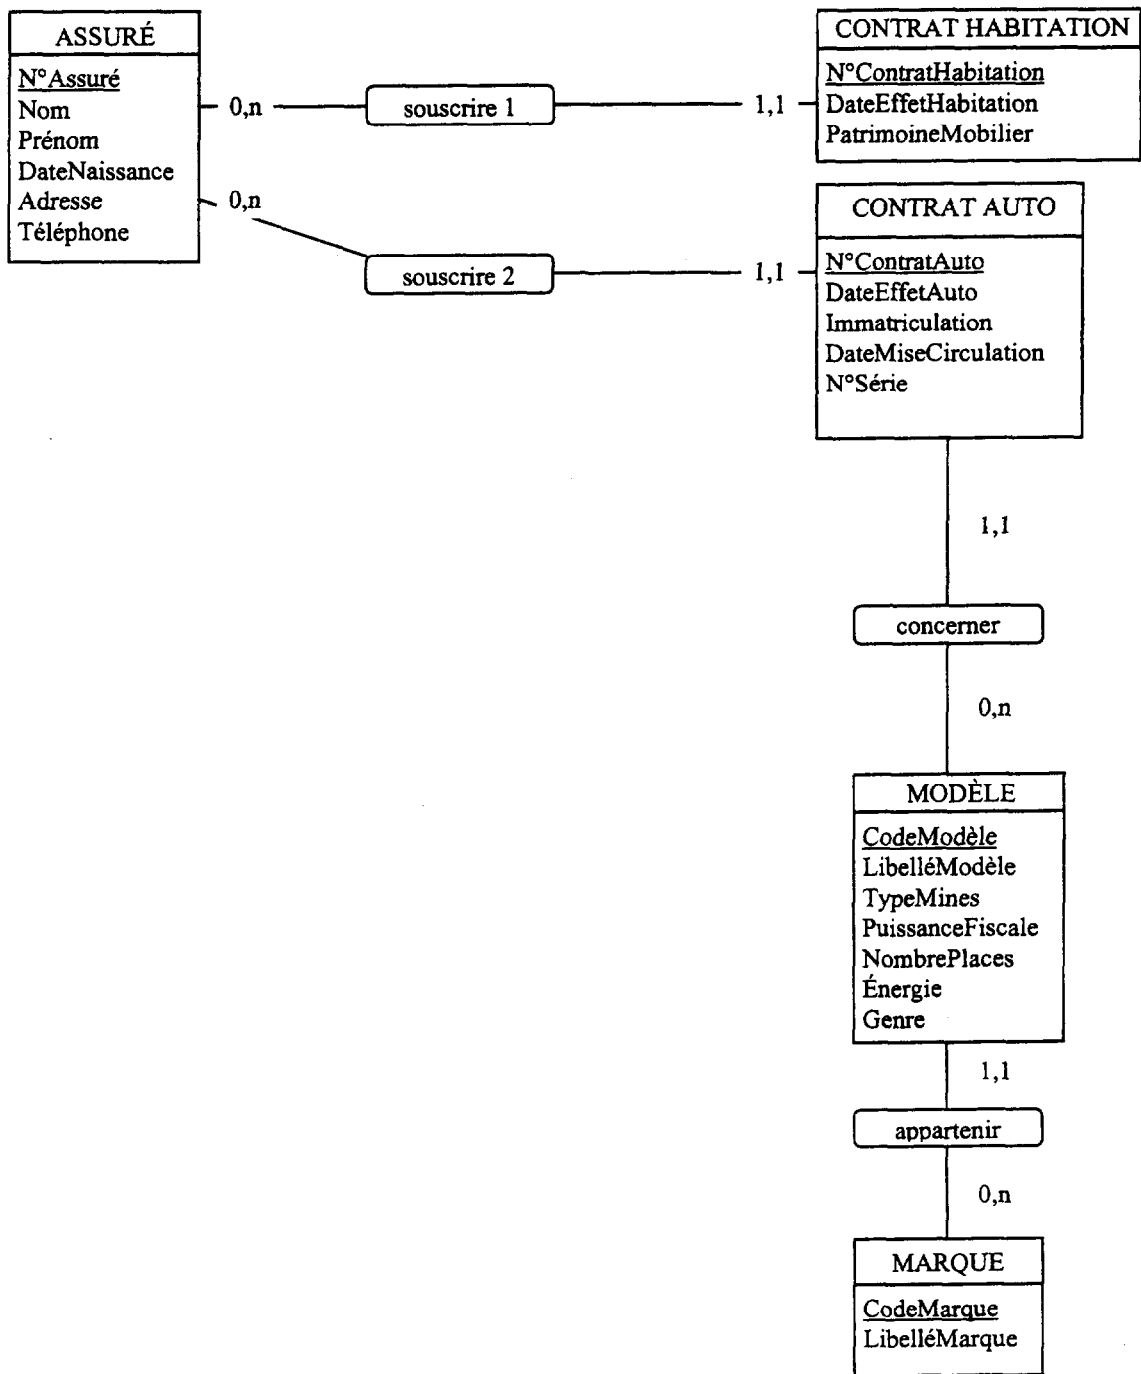 ASSURÉ
N°Assuré
Nom
Prénom
DateNaissance
Adresse
Téléphone
0,n
souscrire 1
1,1
CONTRAT HABITATION
N°ContratHabitation
DateEffetHabitation
PatrimoineMobilier
0,n
souscrire 2
1,1
CONTRAT AUTO
N°ContratAuto
DateEffetAuto
Immatriculation
DateMiseCirculation
N°Série
1,1
concerner
0,n
MODÈLE
CodeModèle
LibelléModèle
TypeMines
PuissanceFiscale
NombrePlaces
Énergie
Genre
1,1
appartenir
0,n
MARQUE
CodeMarque
LibelléMarque